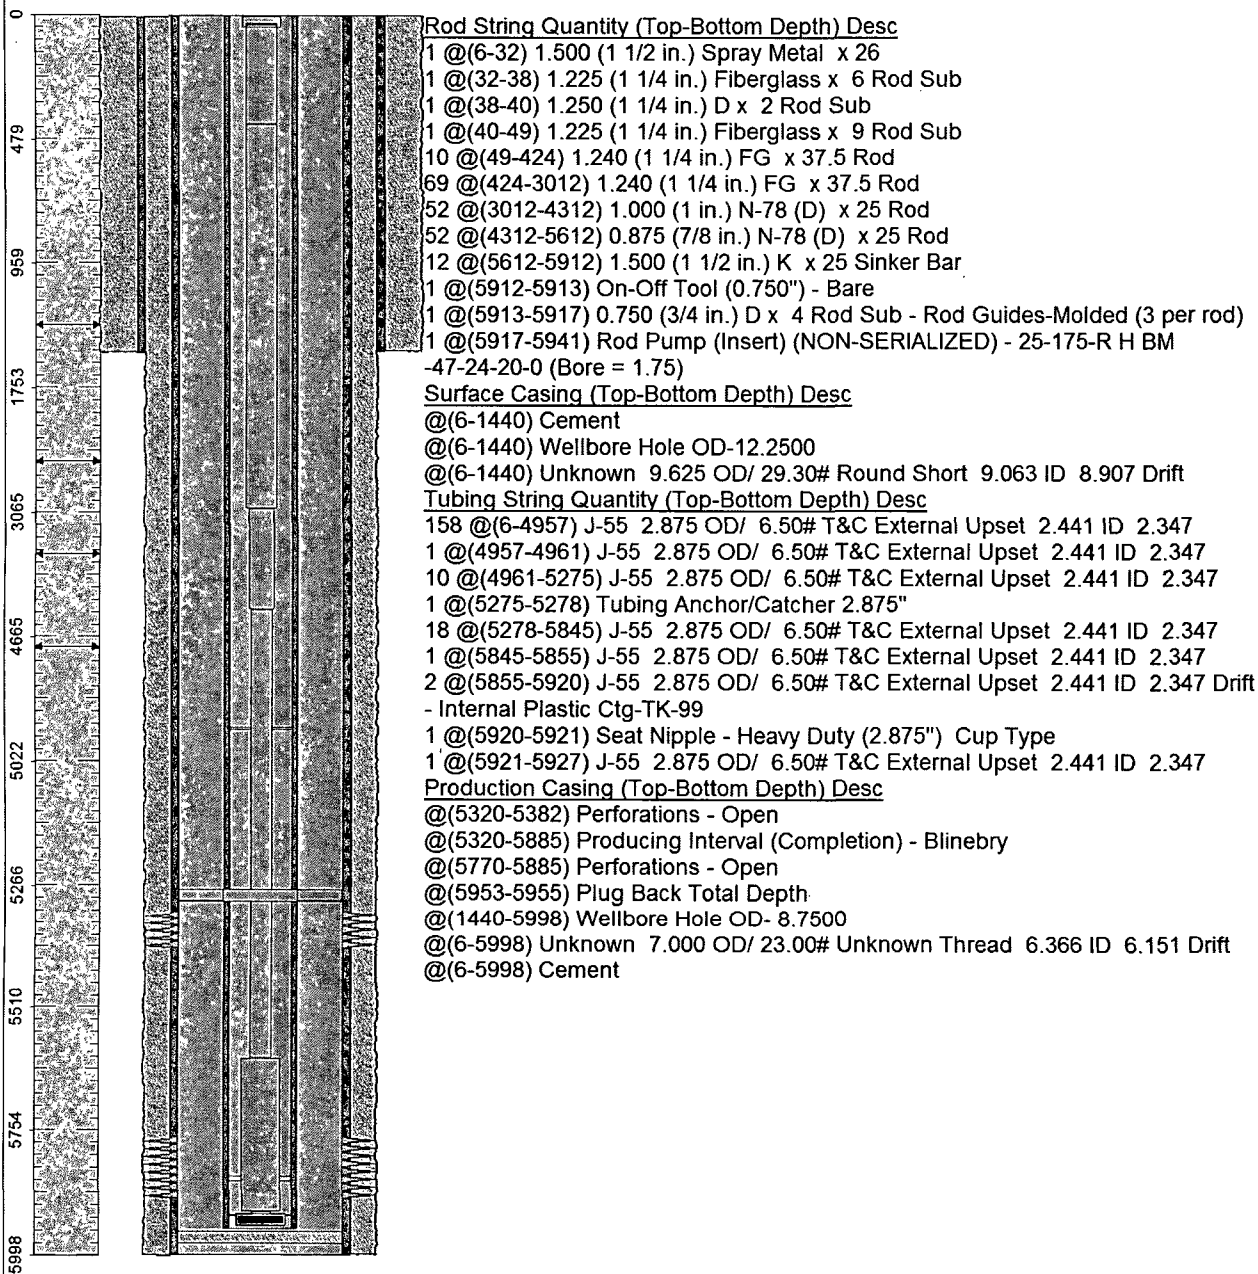 0
479
959
1753
3065
4665
5022
5266
5510
5754
5998
Rod String Quantity (Top-Bottom Depth) Desc
1 @(6-32) 1.500 (1 1/2 in.) Spray Metal x 26
1 @(32-38) 1.225 (1 1/4 in.) Fiberglass x 6 Rod Sub
1 @(38-40) 1.250 (1 1/4 in.) D x 2 Rod Sub
1 @(40-49) 1.225 (1 1/4 in.) Fiberglass x 9 Rod Sub
10 @(49-424) 1.240 (1 1/4 in.) FG x 37.5 Rod
69 @(424-3012) 1.240 (1 1/4 in.) FG x 37.5 Rod
52 @(3012-4312) 1.000 (1 in.) N-78 (D) x 25 Rod
52 @(4312-5612) 0.875 (7/8 in.) N-78 (D) x 25 Rod
12 @(5612-5912) 1.500 (1 1/2 in.) K x 25 Sinker Bar
1 @(5912-5913) On-Off Tool (0.750") - Bare
1 @(5913-5917) 0.750 (3/4 in.) D x 4 Rod Sub - Rod Guides-Molded (3 per rod)
1 @(5917-5941) Rod Pump (Insert) (NON-SERIALIZED) - 25-175-R H BM
-47-24-20-0 (Bore = 1.75)
Surface Casing (Top-Bottom Depth) Desc
@(6-1440) Cement
@(6-1440) Wellbore Hole OD-12.2500
@(6-1440) Unknown 9.625 OD/ 29.30# Round Short 9.063 ID 8.907 Drift
Tubing String Quantity (Top-Bottom Depth) Desc
158 @(6-4957) J-55 2.875 OD/ 6.50# T&C External Upset 2.441 ID 2.347
1 @(4957-4961) J-55 2.875 OD/ 6.50# T&C External Upset 2.441 ID 2.347
10 @(4961-5275) J-55 2.875 OD/ 6.50# T&C External Upset 2.441 ID 2.347
1 @(5275-5278) Tubing Anchor/Catcher 2.875"
18 @(5278-5845) J-55 2.875 OD/ 6.50# T&C External Upset 2.441 ID 2.347
1 @(5845-5855) J-55 2.875 OD/ 6.50# T&C External Upset 2.441 ID 2.347
2 @(5855-5920) J-55 2.875 OD/ 6.50# T&C External Upset 2.441 ID 2.347 Drift
- Internal Plastic Ctg-TK-99
1 @(5920-5921) Seat Nipple - Heavy Duty (2.875") Cup Type
1 @(5921-5927) J-55 2.875 OD/ 6.50# T&C External Upset 2.441 ID 2.347
Production Casing (Top-Bottom Depth) Desc
@(5320-5382) Perforations - Open
@(5320-5885) Producing Interval (Completion) - Blinebry
@(5770-5885) Perforations - Open
@(5953-5955) Plug Back Total Depth
@(1440-5998) Wellbore Hole OD- 8.7500
@(6-5998) Unknown 7.000 OD/ 23.00# Unknown Thread 6.366 ID 6.151 Drift
@(6-5998) Cement